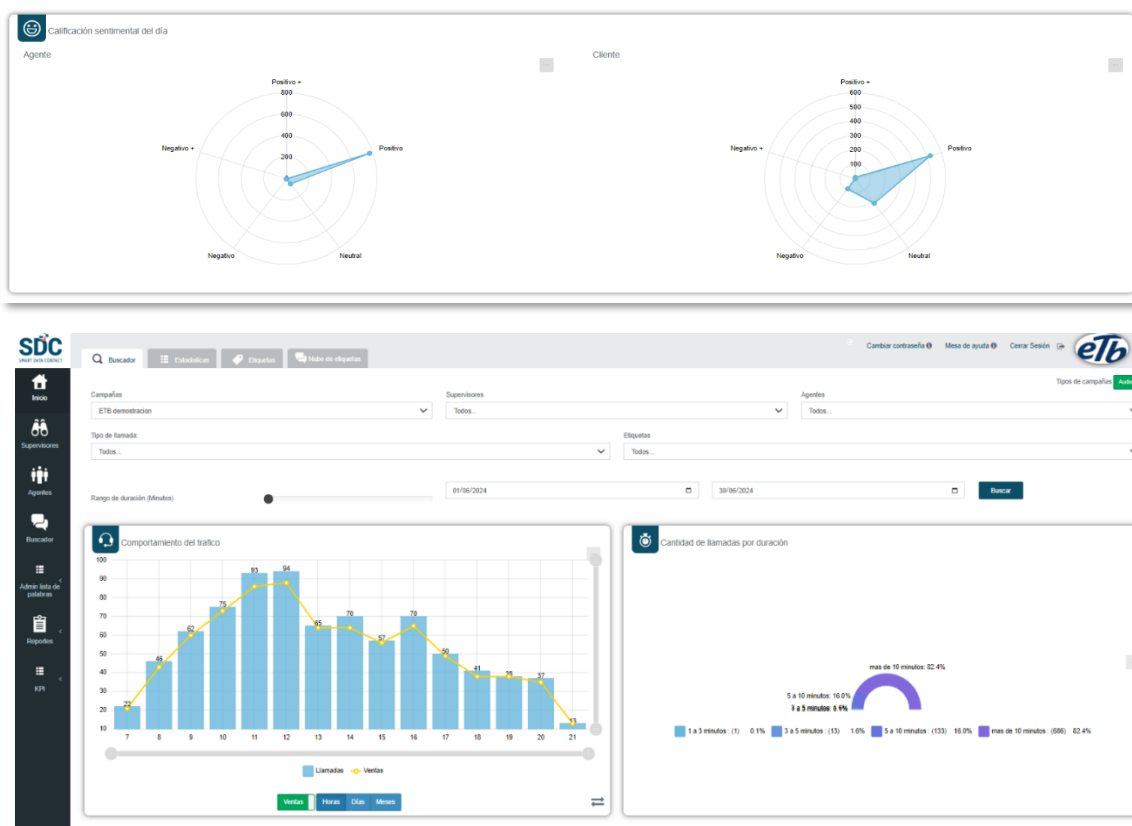 Calificación sentimental del día
Agente
Cliente
Positivo +
800
600
400
200
Negativo +
Positivo
Negativo
Neutral
Positivo +
600
500
400
300
200
100
Negativo +
Positivo
Negativo
Neutral
SDC
SMART DATA CONTACT
Buscador
Estadísticas
Etiquetas
Nube de etiquetas
Cambiar contraseña
Mesa de ayuda
Cerrar Sesión
eTb
Inicio
Supervisores
Agentes
Buscador
Admin lista de
palabras
Reportes
KPI
Tipos de campañas
Campañas
Supervisores
Agentes
ETB demostracion
Todos...
Todos...
Tipo de llamada:
Etiquetas
Todos...
Todos...
Rango de duración (Minutos)
01/06/2024
30/06/2024
Buscar
Comportamiento del trafico
100
90
80
70
60
50
40
30
20
10
22
46
62
75
93
94
65
70
57
70
50
41
37
13
7 8 9 10 11 12 13 14 15 16 17 18 19 20 21
Llamadas
Ventas
Ventas
Horas
Días
Meses
Cantidad de llamadas por duración
mas de 10 minutos: 82.4%
5 a 10 minutos: 16.0%
1 a 3 minutos : (1) 0.1%
3 a 5 minutos : (13) 1.6%
5 a 10 minutos : (133) 16.0%
mas de 10 minutos : (686) 82.4%